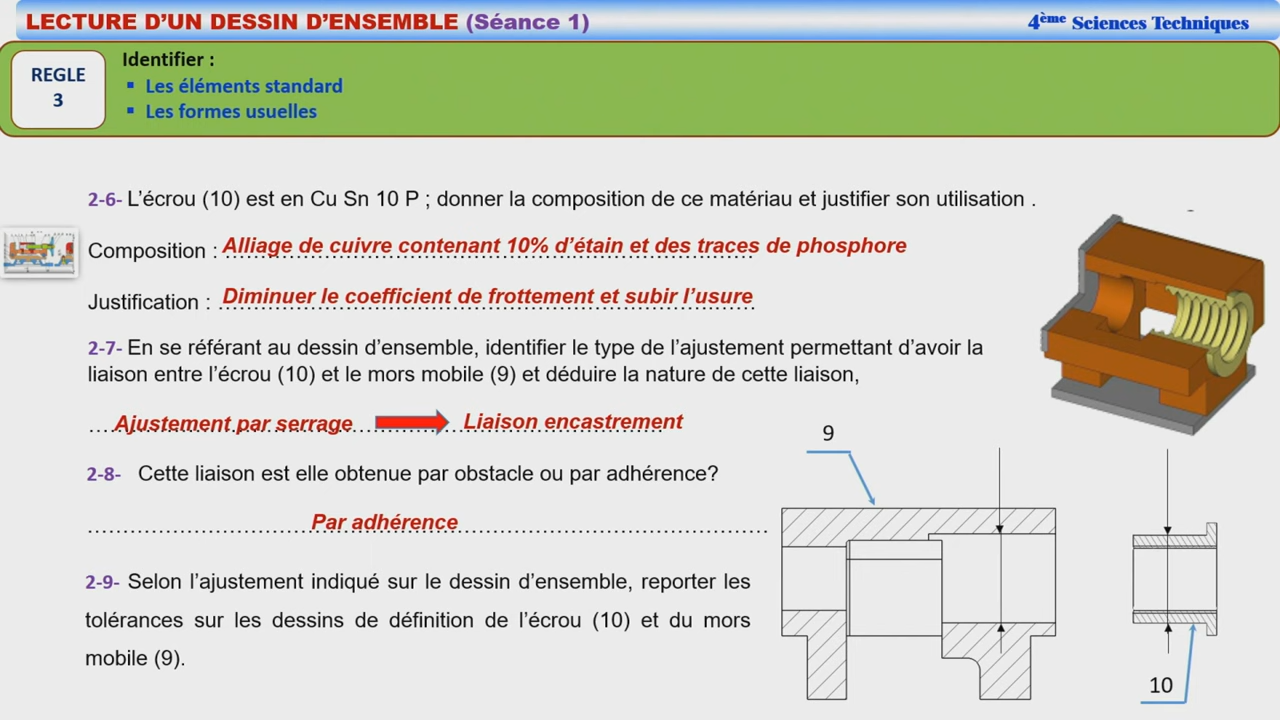 LECTURE D'UN DESSIN D'ENSEMBLE (Séance 1)
4ème Sciences Techniques
REGLE
3
Identifier :
▪ Les éléments standard
▪ Les formes usuelles
2-6- L'écrou (10) est en Cu Sn 10 P ; donner la composition de ce matériau et justifier son utilisation .
Composition : Alliage de cuivre contenant 10% d'étain et des traces de phosphore
Justification : Diminuer le coefficient de frottement et subir l'usure
2-7- En se référant au dessin d'ensemble, identifier le type de l'ajustement permettant d'avoir la
liaison entre l'écrou (10) et le mors mobile (9) et déduire la nature de cette liaison,
Ajustement par serrage Liaison encastrement
2-8- Cette liaison est elle obtenue par obstacle ou par adhérence?
Par adhérence
2-9- Selon l'ajustement indiqué sur le dessin d'ensemble, reporter les
tolérances sur les dessins de définition de l'écrou (10) et du mors
mobile (9).
9
10